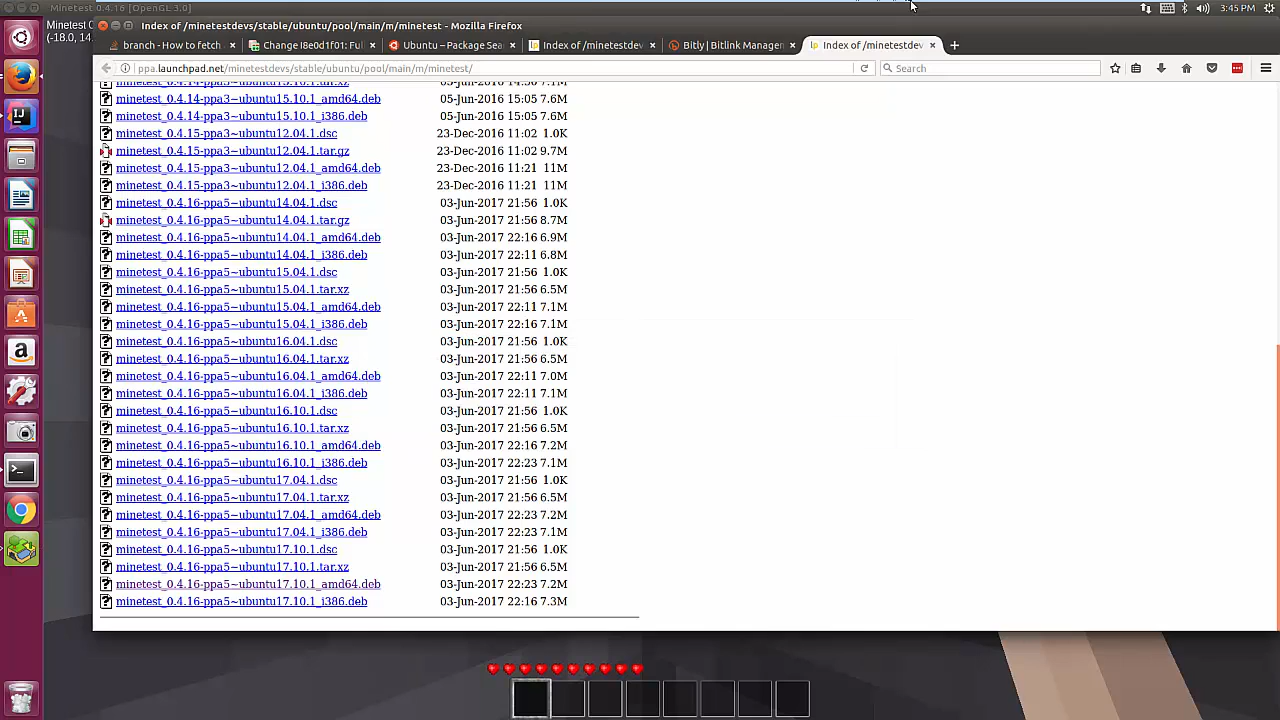 Minetest 0.4.16 [OpenGL 3.0]
3:45 PM
Minetest 0
(-18.0, 14
Index of /minetestdevs/stable/ubuntu/pool/main/m/minetest - Mozilla Firefox
branch - How to fetch
Change I8e0d1f01: Ful
Ubuntu – Package Sea
Index of /minetestdev
Bitly | Bitlink Managem
Index of /minetestdev
ppa.launchpad.net/minetestdevs/stable/ubuntu/pool/main/m/minetest/
Search
minetest_0.4.14-ppa3~ubuntu15.10.1_amd64.deb 05-Jun-2016 15:05 7.6M
minetest_0.4.14-ppa3~ubuntu15.10.1_i386.deb 05-Jun-2016 15:05 7.6M
minetest_0.4.15-ppa3~ubuntu12.04.1.dsc 23-Dec-2016 11:02 1.0K
minetest_0.4.15-ppa3~ubuntu12.04.1.tar.gz 23-Dec-2016 11:02 9.7M
minetest_0.4.15-ppa3~ubuntu12.04.1_amd64.deb 23-Dec-2016 11:21 11M
minetest_0.4.15-ppa3~ubuntu12.04.1_i386.deb 23-Dec-2016 11:21 11M
minetest_0.4.16-ppa5~ubuntu14.04.1.dsc 03-Jun-2017 21:56 1.0K
minetest_0.4.16-ppa5~ubuntu14.04.1.tar.gz 03-Jun-2017 21:56 8.7M
minetest_0.4.16-ppa5~ubuntu14.04.1_amd64.deb 03-Jun-2017 22:16 6.9M
minetest_0.4.16-ppa5~ubuntu14.04.1_i386.deb 03-Jun-2017 22:11 6.8M
minetest_0.4.16-ppa5~ubuntu15.04.1.dsc 03-Jun-2017 21:56 1.0K
minetest_0.4.16-ppa5~ubuntu15.04.1.tar.xz 03-Jun-2017 21:56 6.5M
minetest_0.4.16-ppa5~ubuntu15.04.1_amd64.deb 03-Jun-2017 22:11 7.1M
minetest_0.4.16-ppa5~ubuntu15.04.1_i386.deb 03-Jun-2017 22:16 7.1M
minetest_0.4.16-ppa5~ubuntu16.04.1.dsc 03-Jun-2017 21:56 1.0K
minetest_0.4.16-ppa5~ubuntu16.04.1.tar.xz 03-Jun-2017 21:56 6.5M
minetest_0.4.16-ppa5~ubuntu16.04.1_amd64.deb 03-Jun-2017 22:11 7.0M
minetest_0.4.16-ppa5~ubuntu16.04.1_i386.deb 03-Jun-2017 22:11 7.1M
minetest_0.4.16-ppa5~ubuntu16.10.1.dsc 03-Jun-2017 21:56 1.0K
minetest_0.4.16-ppa5~ubuntu16.10.1.tar.xz 03-Jun-2017 21:56 6.5M
minetest_0.4.16-ppa5~ubuntu16.10.1_amd64.deb 03-Jun-2017 22:16 7.2M
minetest_0.4.16-ppa5~ubuntu16.10.1_i386.deb 03-Jun-2017 22:23 7.1M
minetest_0.4.16-ppa5~ubuntu17.04.1.dsc 03-Jun-2017 21:56 1.0K
minetest_0.4.16-ppa5~ubuntu17.04.1.tar.xz 03-Jun-2017 21:56 6.5M
minetest_0.4.16-ppa5~ubuntu17.04.1_amd64.deb 03-Jun-2017 22:23 7.2M
minetest_0.4.16-ppa5~ubuntu17.04.1_i386.deb 03-Jun-2017 22:23 7.1M
minetest_0.4.16-ppa5~ubuntu17.10.1.dsc 03-Jun-2017 21:56 1.0K
minetest_0.4.16-ppa5~ubuntu17.10.1.tar.xz 03-Jun-2017 21:56 6.5M
minetest_0.4.16-ppa5~ubuntu17.10.1_amd64.deb 03-Jun-2017 22:23 7.2M
minetest_0.4.16-ppa5~ubuntu17.10.1_i386.deb 03-Jun-2017 22:16 7.3M